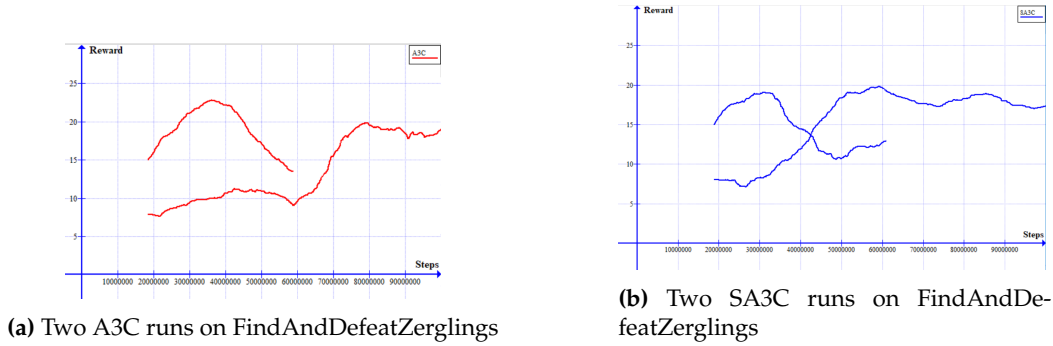 Reward
A3C
25
20
15
10
5
Steps
10000000 20000000 30000000 40000000 50000000 60000000 70000000 80000000 90000000
(a) Two A3C runs on FindAndDefeatZerglings
Reward
SA3C
25
20
15
10
5
Steps
10000000 20000000 30000000 40000000 50000000 60000000 70000000 80000000 90000000
(b) Two SA3C runs on FindAndDe-
featZerglings